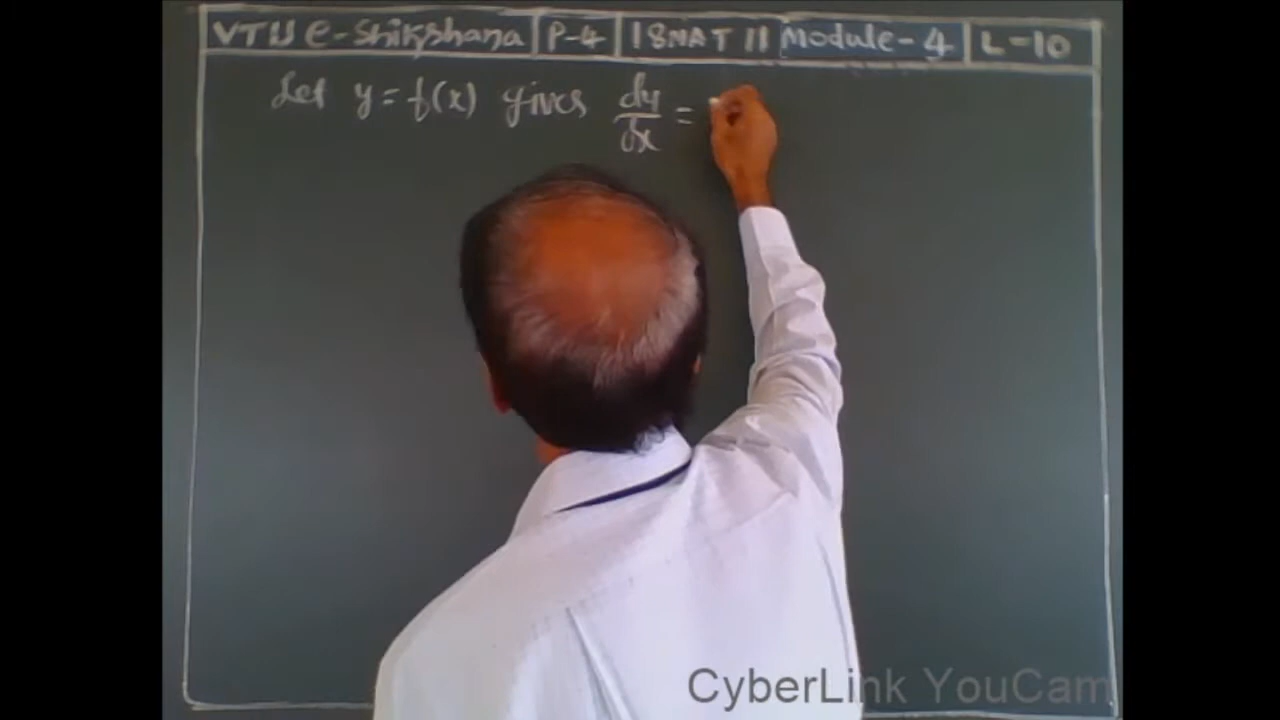 VTU e-Shikshana P-4 18MAT11 Module-4 L-10
Let y = f(x) gives dy/dx =
CyberLink YouCam